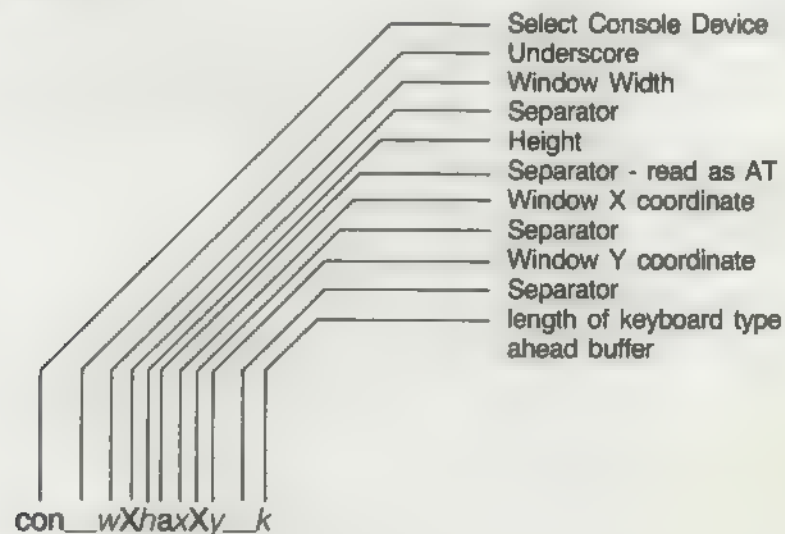 Select Console Device
Underscore
Window Width
Separator
Height
Separator - read as AT
Window X coordinate
Separator
Window Y coordinate
Separator
length of keyboard type
ahead buffer
con__wXhaxXy__k